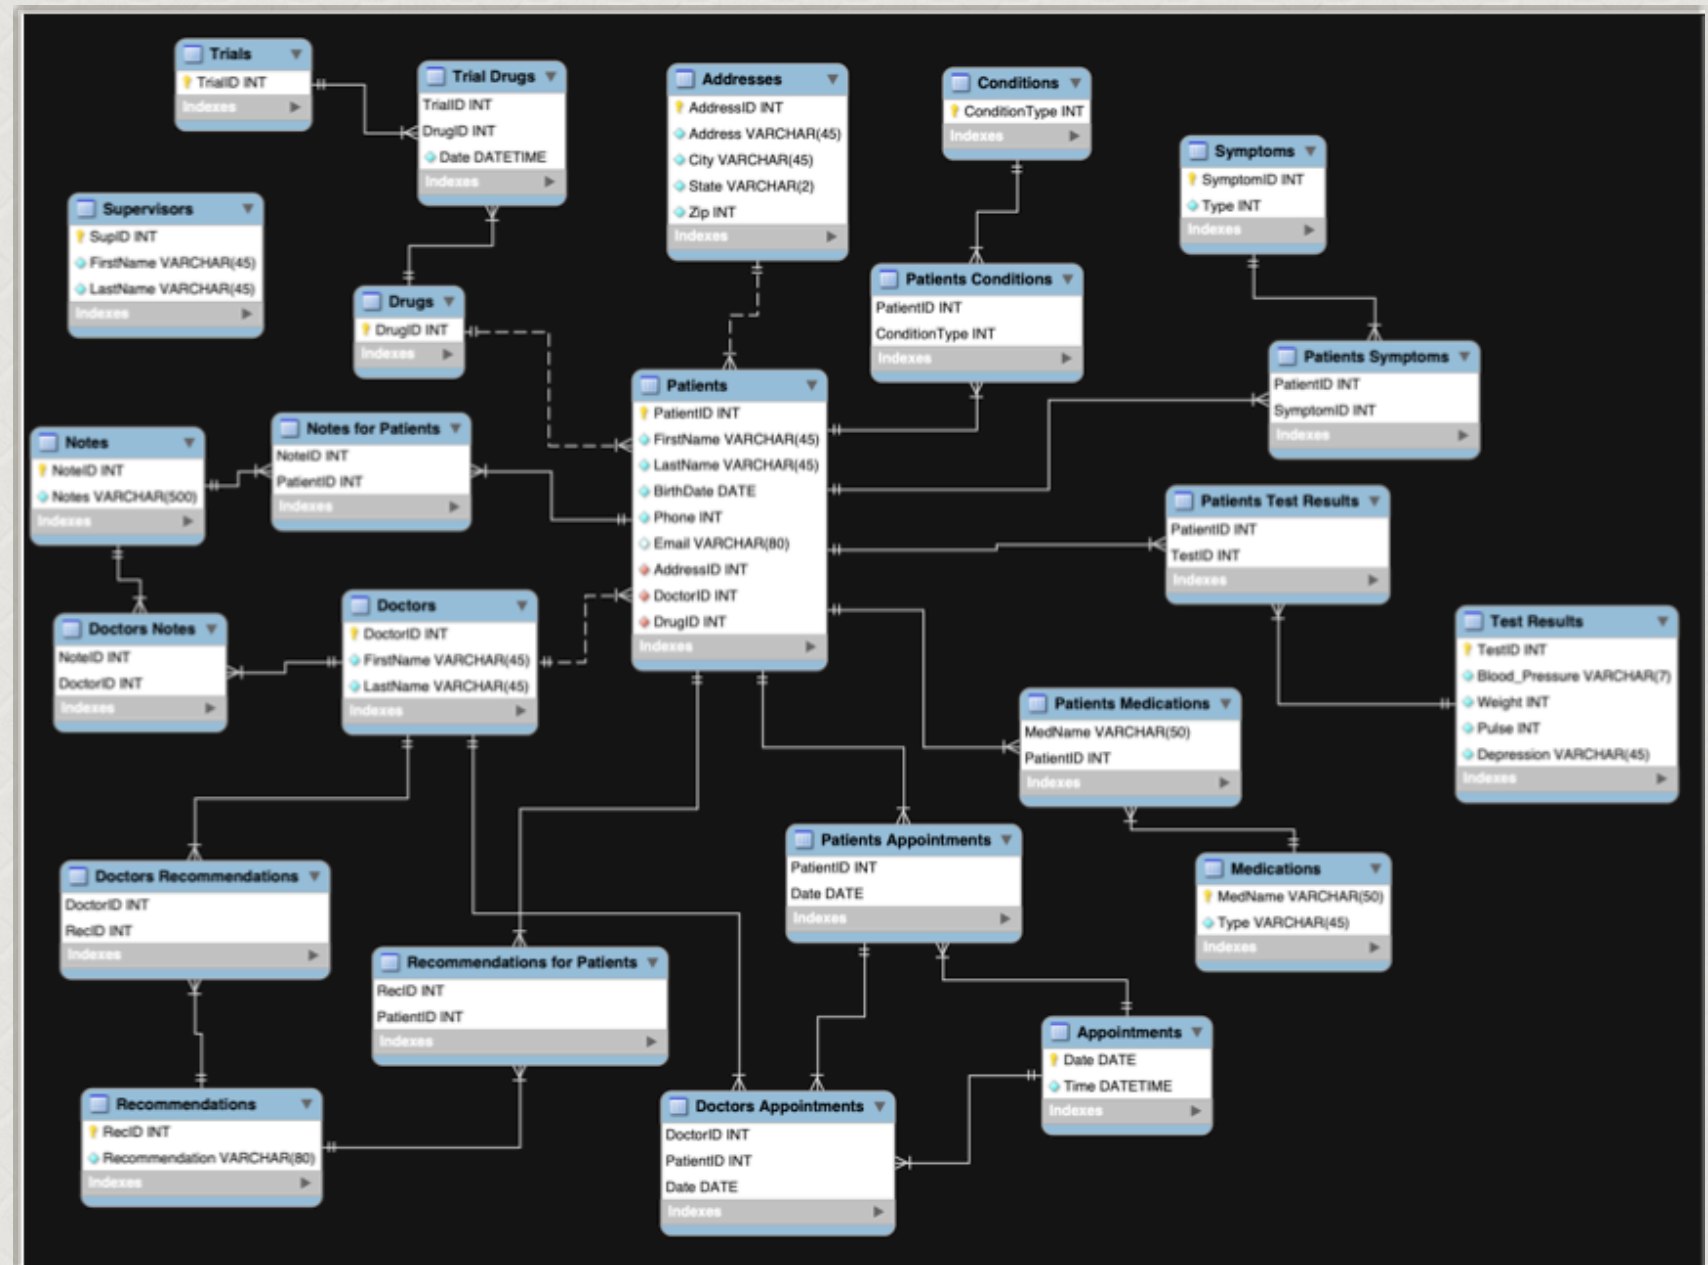 Trials
TrialID INT
Indexes
Trial Drugs
TrialID INT
DrugID INT
Date DATETIME
Indexes
Addresses
AddressID INT
Address VARCHAR(45)
City VARCHAR(45)
State VARCHAR(2)
Zip INT
Indexes
Conditions
ConditionType INT
Indexes
Symptoms
SymptomID INT
Type INT
Indexes
Supervisors
SupID INT
FirstName VARCHAR(45)
LastName VARCHAR(45)
Indexes
Drugs
DrugID INT
Indexes
Patients Conditions
PatientID INT
ConditionType INT
Indexes
Patients Symptoms
PatientID INT
SymptomID INT
Indexes
Patients
PatientID INT
FirstName VARCHAR(45)
LastName VARCHAR(45)
BirthDate DATE
Phone INT
Email VARCHAR(80)
AddressID INT
DoctorID INT
DrugID INT
Indexes
Notes
NoteID INT
Notes VARCHAR(500)
Indexes
Notes for Patients
NoteID INT
PatientID INT
Indexes
Patients Test Results
PatientID INT
TestID INT
Indexes
Doctors Notes
NoteID INT
DoctorID INT
Indexes
Doctors
DoctorID INT
FirstName VARCHAR(45)
LastName VARCHAR(45)
Indexes
Test Results
TestID INT
Blood_Pressure VARCHAR(7)
Weight INT
Pulse INT
Depression VARCHAR(45)
Indexes
Patients Medications
MedName VARCHAR(50)
PatientID INT
Indexes
Patients Appointments
PatientID INT
Date DATE
Indexes
Medications
MedName VARCHAR(50)
Type VARCHAR(45)
Indexes
Doctors Recommendations
DoctorID INT
RecID INT
Indexes
Recommendations for Patients
RecID INT
PatientID INT
Indexes
Appointments
Date DATE
Time DATETIME
Indexes
Recommendations
RecID INT
Recommendation VARCHAR(80)
Indexes
Doctors Appointments
DoctorID INT
PatientID INT
Date DATE
Indexes